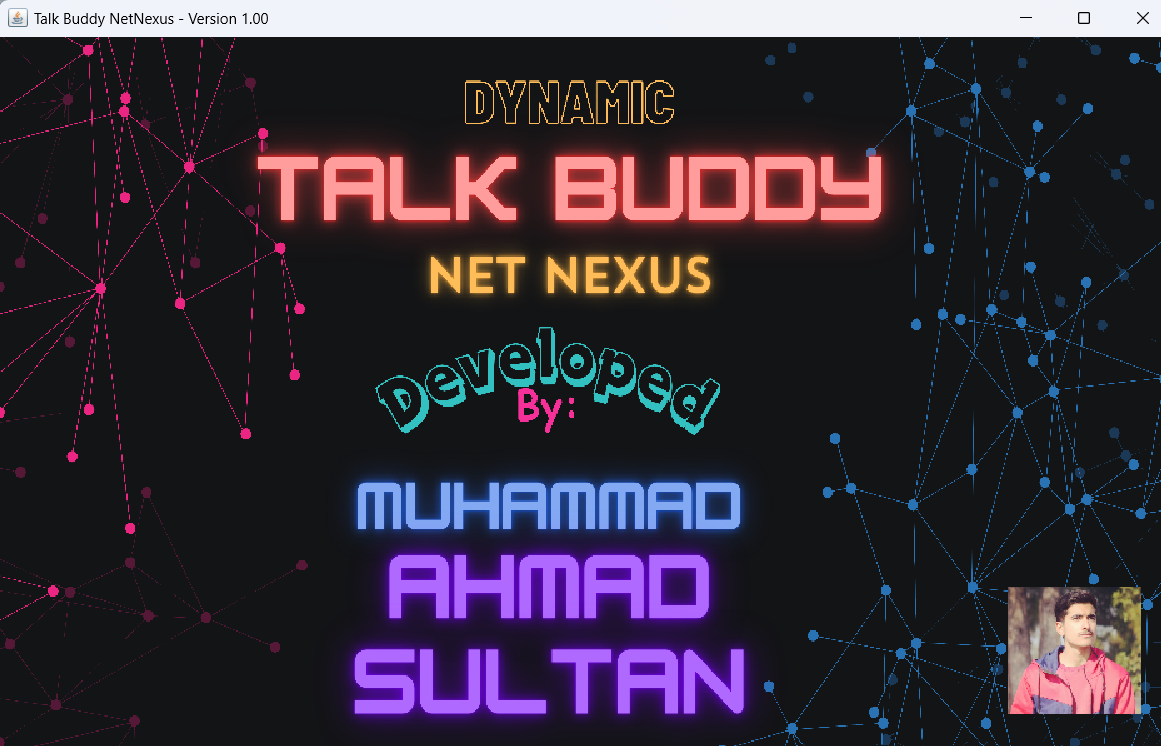 Talk Buddy NetNexus - Version 1.00
DYNAMIC
TALK BUDDY
NET NEXUS
Developed
By:
MUHAMMAD
AHMAD
SULTAN